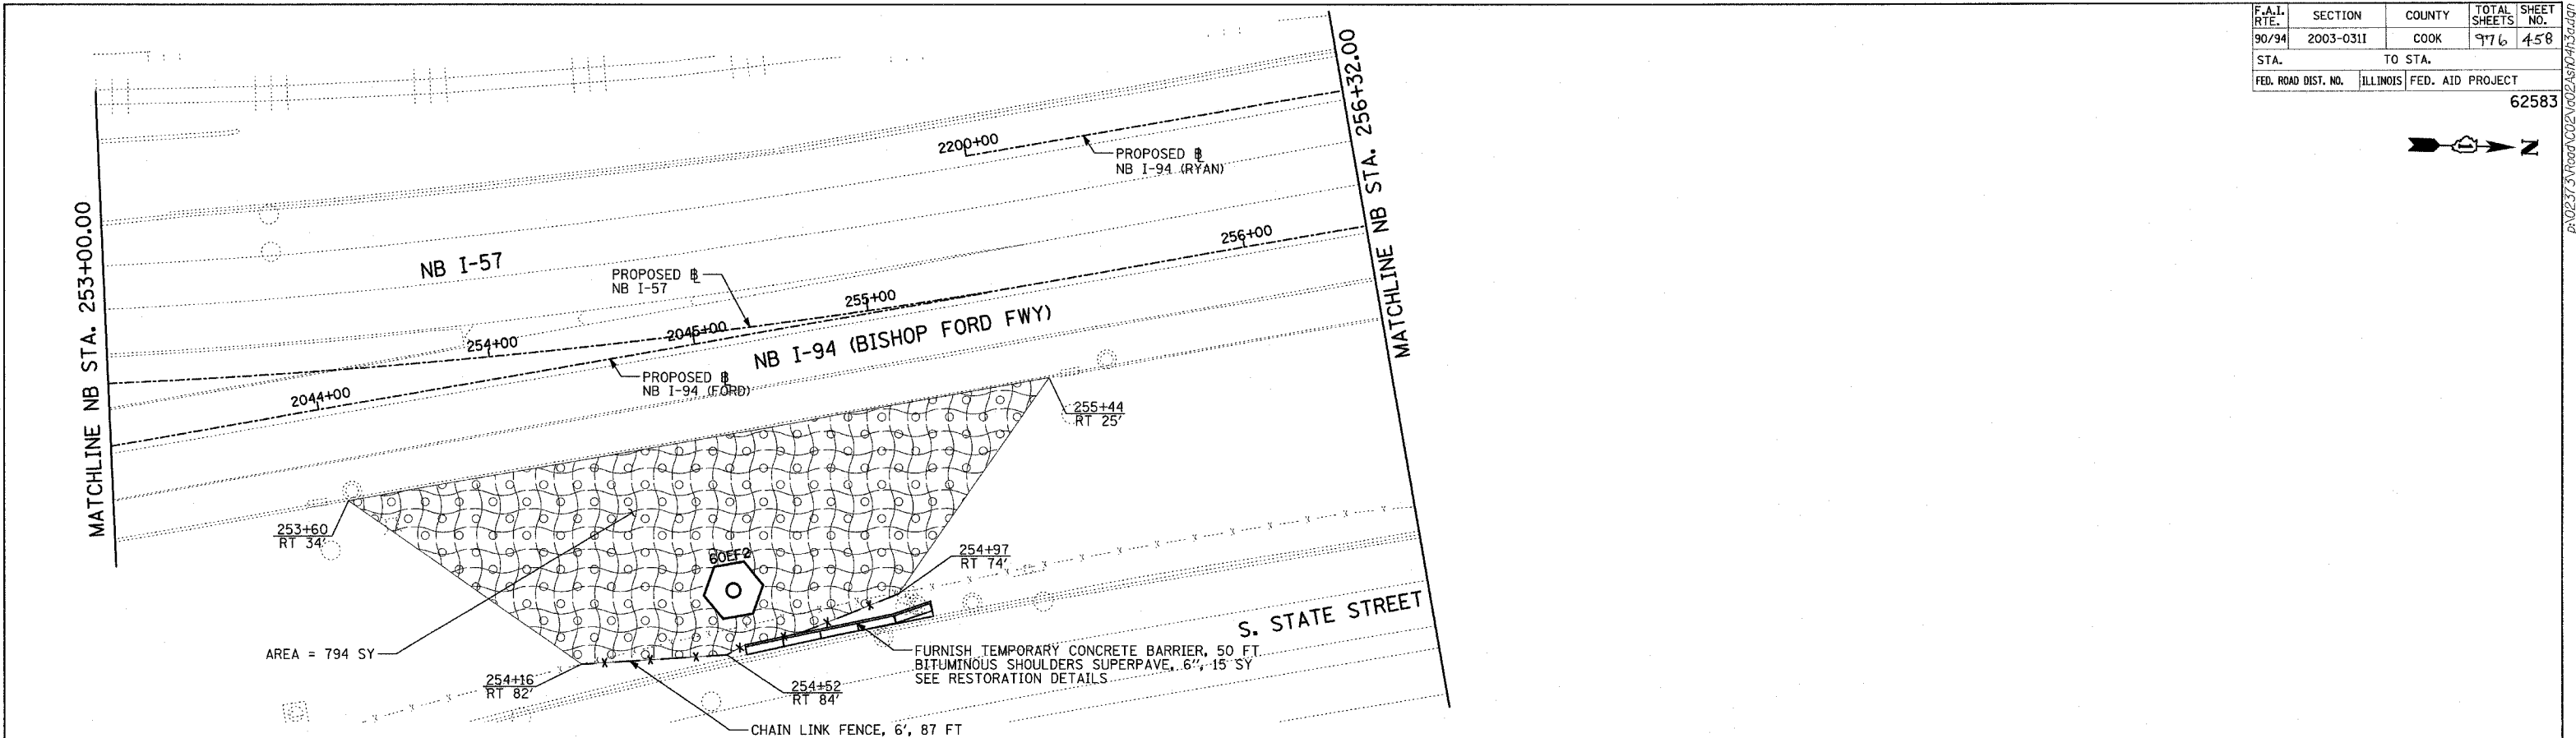 F.A.I. RTE. SECTION COUNTY TOTAL SHEETS SHEET NO.
90/94 2003-031I COOK 976 458
STA. TO STA.
FED. ROAD DIST. NO. ILLINOIS FED. AID PROJECT
62583
N
D:\02373\Road\C02\Vd02\Ash04h3d.dgn
MATCHLINE NB STA. 253+00.00
MATCHLINE NB STA. 256+32.00
2200+00
PROPOSED ℄
NB I-94 (RYAN)
256+00
NB I-57
PROPOSED ℄
NB I-57
255+00
2045+00
254+00
NB I-94 (BISHOP FORD FWY)
PROPOSED ℄
NB I-94 (FORD)
2044+00
255+44
RT 25'
253+60
RT 34'
60EF2
254+97
RT 74'
S. STATE STREET
AREA = 794 SY
FURNISH TEMPORARY CONCRETE BARRIER, 50 FT
BITUMINOUS SHOULDERS SUPERPAVE, 6", 15 SY
SEE RESTORATION DETAILS
254+16
RT 82'
254+52
RT 84'
CHAIN LINK FENCE, 6', 87 FT